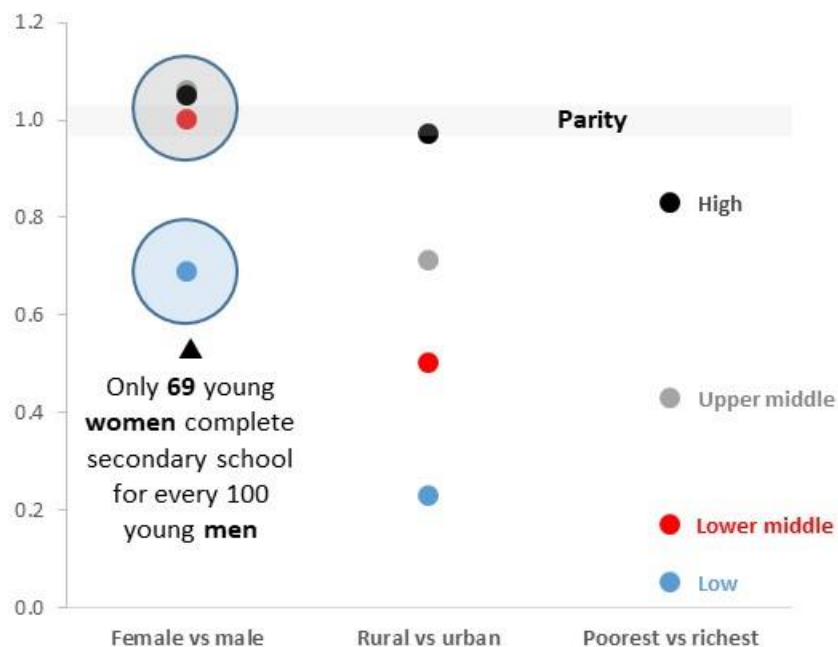 1.2
1.0
Parity
0.8
High
0.6
Only 69 young
women complete
secondary school
for every 100
young men
0.4
Upper middle
0.2
Lower middle
Low
0.0
Female vs male
Rural vs urban
Poorest vs richest